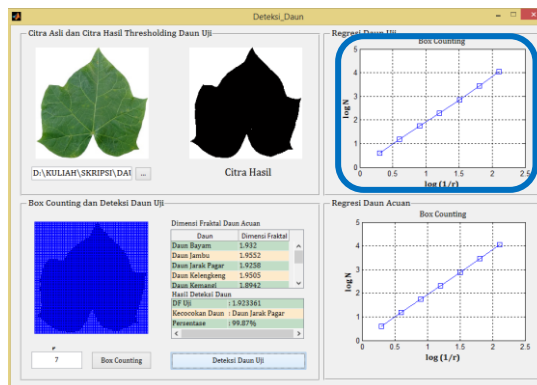 Deteksi_Daun
Citra Asli dan Citra Hasil Thresholding Daun Uji
D:\KULIAH\SKRIPSI\DAU
...
Citra Hasil
Regresi Daun Uji
Box Counting
log N
5
4
3
2
1
0
0 0.5 1 1.5 2 2.5
log (1/r)
Box Counting dan Deteksi Daun Uji
P
7
Box Counting
Dimensi Fraktal Daun Acuan
Daun Dimensi Fraktal
Daun Bayam 1.932
Daun Jambu 1.9552
Daun Jarak Pagar 1.9258
Daun Kelengkeng 1.9505
Daun Kemangi 1.8942
Hasil Deteksi Daun
DF Uji : 1.923361
Kecocokan Daun : Daun Jarak Pagar
Persentase : 99.87%
Deteksi Daun Uji
Regresi Daun Acuan
Box Counting
log N
5
4
3
2
1
0
0 0.5 1 1.5 2 2.5
log (1/r)